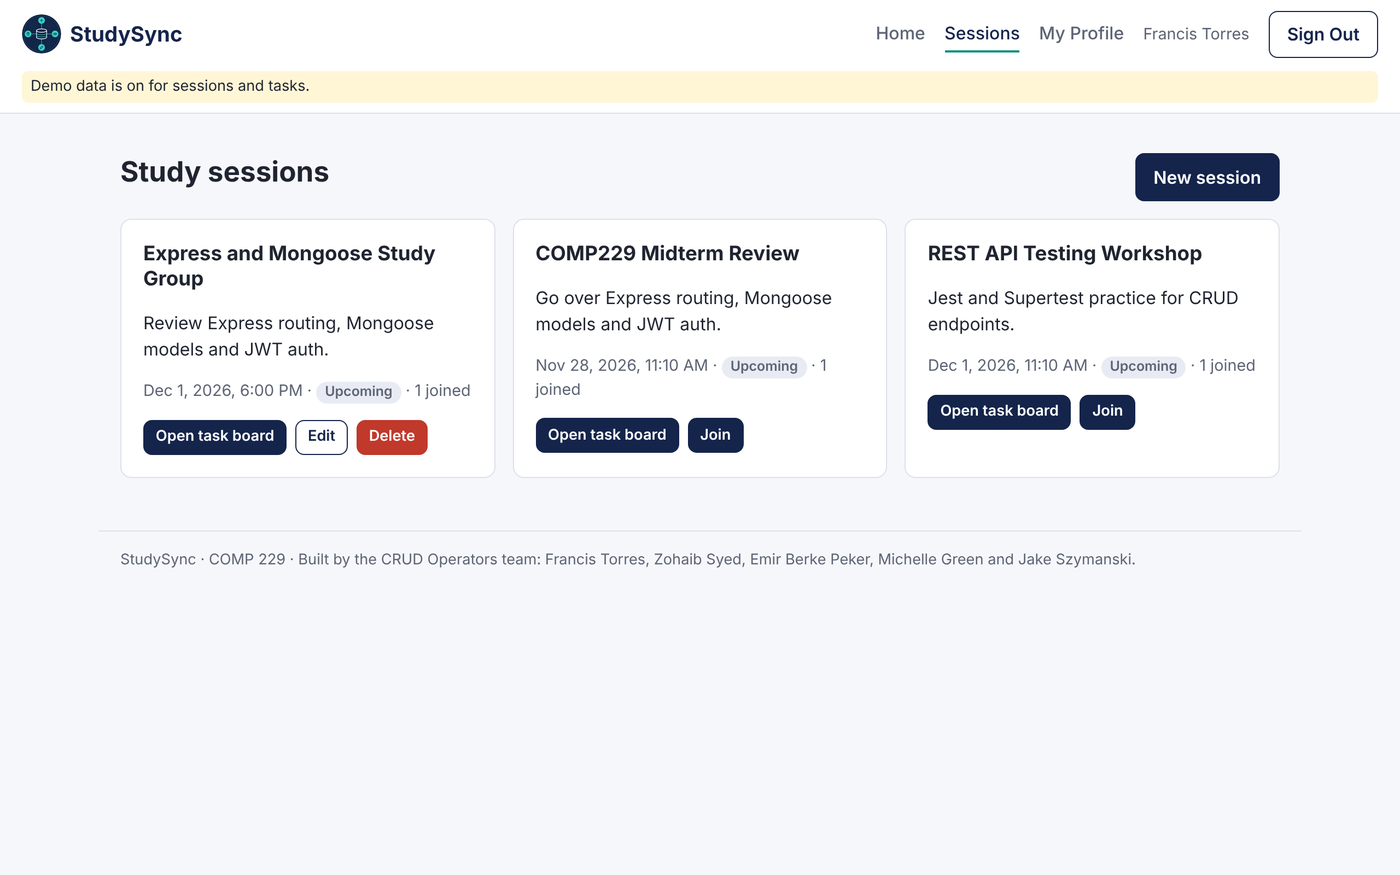 StudySync
Home Sessions My Profile Francis Torres Sign Out
Demo data is on for sessions and tasks.
Study sessions
New session
Express and Mongoose Study
Group
Review Express routing, Mongoose
models and JWT auth.
Dec 1, 2026, 6:00 PM · Upcoming · 1 joined
Open task board Edit Delete
COMP229 Midterm Review
Go over Express routing, Mongoose
models and JWT auth.
Nov 28, 2026, 11:10 AM · Upcoming · 1
joined
Open task board Join
REST API Testing Workshop
Jest and Supertest practice for CRUD
endpoints.
Dec 1, 2026, 11:10 AM · Upcoming · 1 joined
Open task board Join
StudySync · COMP 229 · Built by the CRUD Operators team: Francis Torres, Zohaib Syed, Emir Berke Peker, Michelle Green and Jake Szymanski.